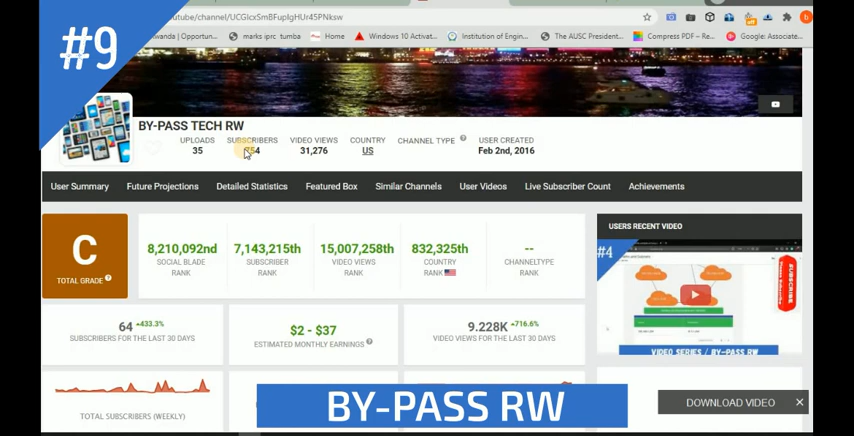 #9
utube/channel/UCGIcxSmBFupIgHUr45PNksw
wanda | Opportun...
marks iprc tumba
Home
Windows 10 Activat...
Institution of Engin...
The AUSC President...
Compress PDF – Re...
Google: Associate...
BY-PASS TECH RW
UPLOADS
35
SUBSCRIBERS
754
VIDEO VIEWS
31,276
COUNTRY
US
CHANNEL TYPE
USER CREATED
Feb 2nd, 2016
User Summary
Future Projections
Detailed Statistics
Featured Box
Similar Channels
User Videos
Live Subscriber Count
Achievements
C
TOTAL GRADE
8,210,092nd
SOCIAL BLADE
RANK
7,143,215th
SUBSCRIBER
RANK
15,007,258th
VIDEO VIEWS
RANK
832,325th
COUNTRY
RANK
--
CHANNELTYPE
RANK
USERS RECENT VIDEO
#4
SUBSCRIBE
VIDEO SERIES / BY-PASS RW
64 +433.3%
SUBSCRIBERS FOR THE LAST 30 DAYS
$2 - $37
ESTIMATED MONTHLY EARNINGS
9.228K +716.6%
VIDEO VIEWS FOR THE LAST 30 DAYS
TOTAL SUBSCRIBERS (WEEKLY)
BY-PASS RW
DOWNLOAD VIDEO